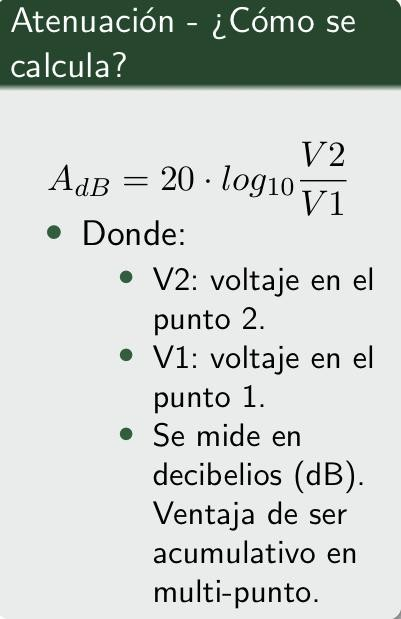 Atenuación - ¿Cómo se
calcula?
A_{dB} = 20 · log_{10} \frac{V2}{V1}
• Donde:
• V2: voltaje en el
punto 2.
• V1: voltaje en el
punto 1.
• Se mide en
decibelios (dB).
Ventaja de ser
acumulativo en
multi-punto.